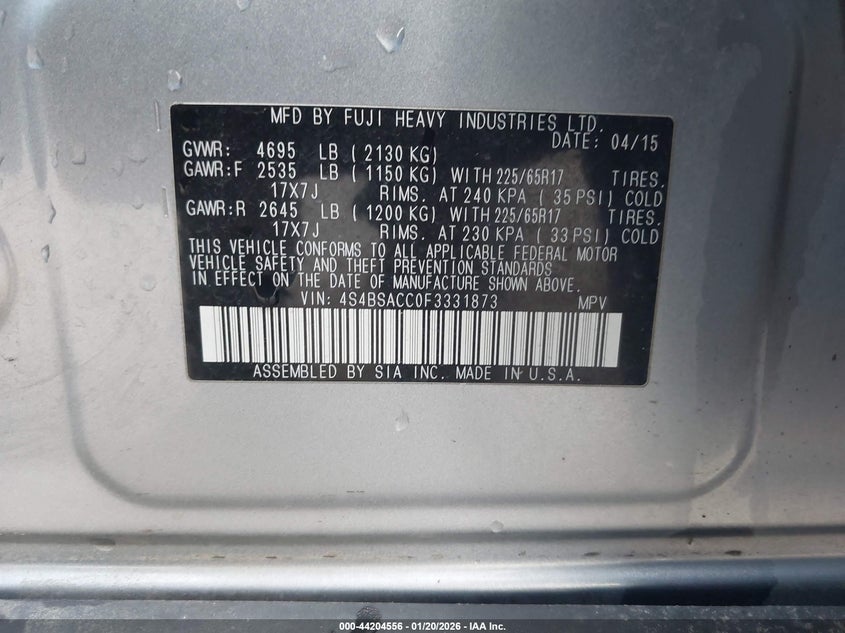 MFD BY FUJI HEAVY INDUSTRIES LTD.
DATE: 04/15
GVWR: 4695 LB (2130 KG)
GAWR:F 2535 LB (1150 KG) WITH 225/65R17 TIRES.
17X7J RIMS. AT 240 KPA (35 PSI) COLD
GAWR:R 2645 LB (1200 KG) WITH 225/65R17 TIRES.
17X7J RIMS. AT 230 KPA (33 PSI) COLD
THIS VEHICLE CONFORMS TO ALL APPLICABLE FEDERAL MOTOR
VEHICLE SAFETY AND THEFT PREVENTION STANDARDS
IN EFFECT ON THE DATE OF MANUFACTURE SHOWN ABOVE.
VIN: 4S4BSACC0F3331873 MPV
ASSEMBLED BY SIA INC. MADE IN U.S.A.
000-44204556 - 01/20/2026 - IAA Inc.